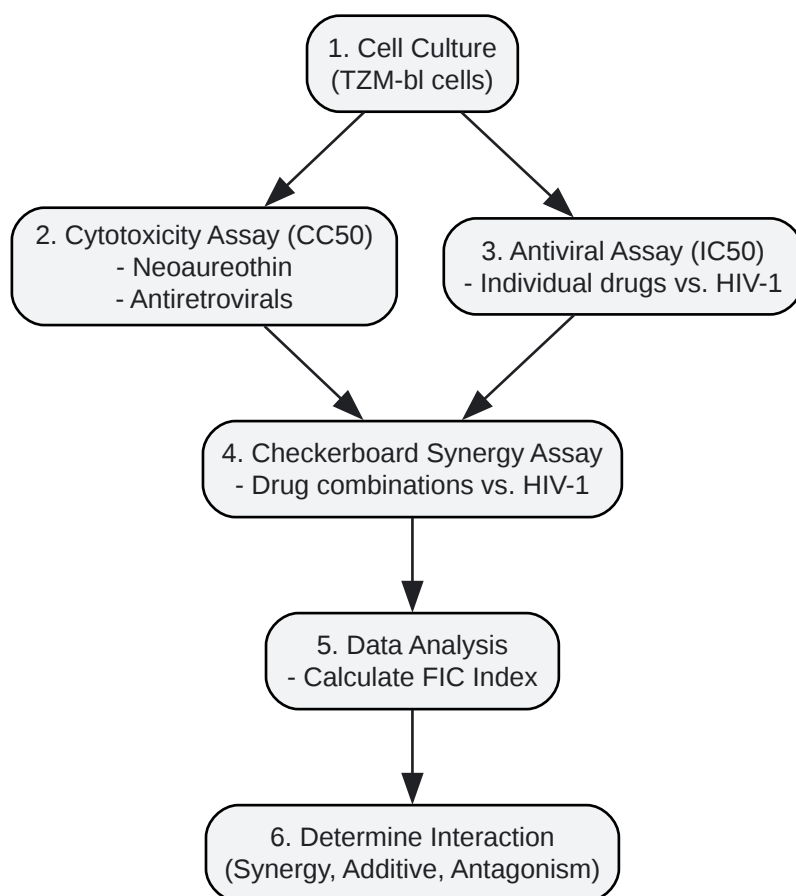 1. Cell Culture
(TZM-bl cells)
2. Cytotoxicity Assay (CC50)
- Neoaureothin
- Antiretrovirals
3. Antiviral Assay (IC50)
- Individual drugs vs. HIV-1
4. Checkerboard Synergy Assay
- Drug combinations vs. HIV-1
5. Data Analysis
- Calculate FIC Index
6. Determine Interaction
(Synergy, Additive, Antagonism)